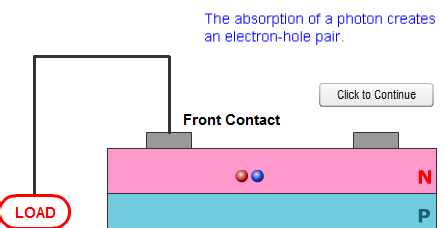 The absorption of a photon creates
an electron-hole pair.
Click to Continue
Front Contact
N
LOAD
P